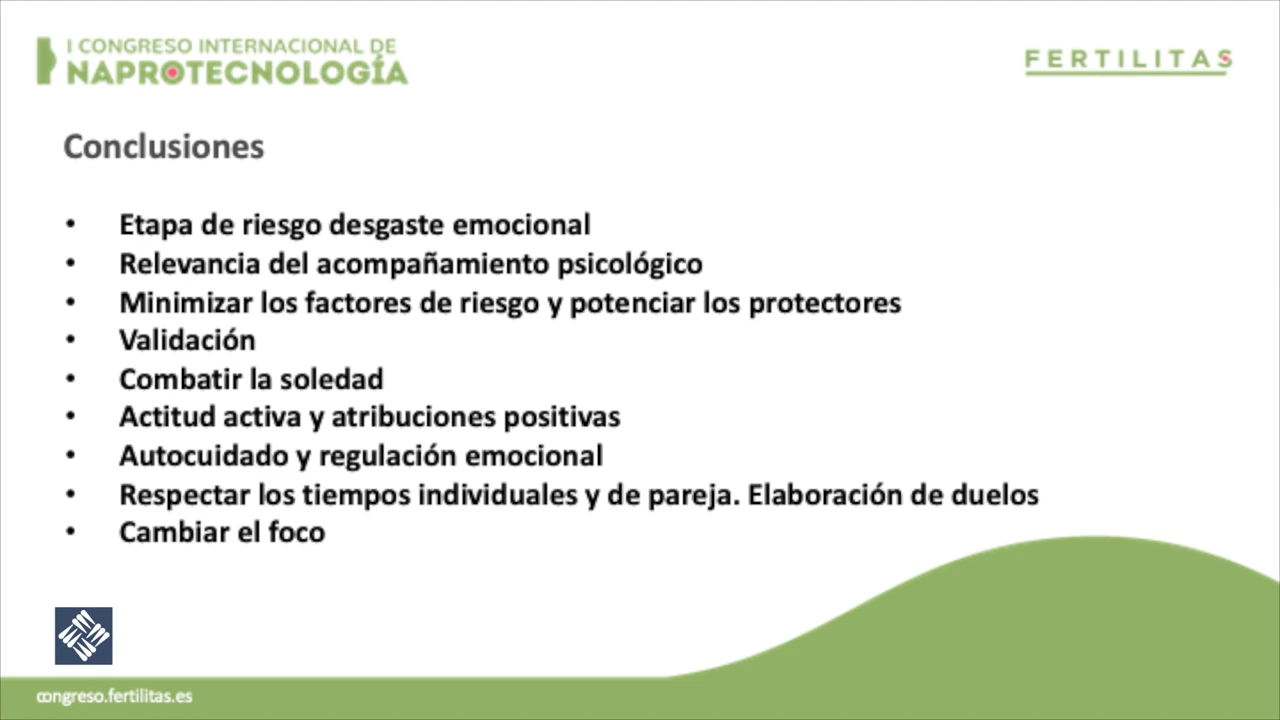 I CONGRESO INTERNACIONAL DE
NAPROTECNOLOGÍA
FERTILITAS
Conclusiones
• Etapa de riesgo desgaste emocional
• Relevancia del acompañamiento psicológico
• Minimizar los factores de riesgo y potenciar los protectores
• Validación
• Combatir la soledad
• Actitud activa y atribuciones positivas
• Autocuidado y regulación emocional
• Respectar los tiempos individuales y de pareja. Elaboración de duelos
• Cambiar el foco
congreso.fertilitas.es